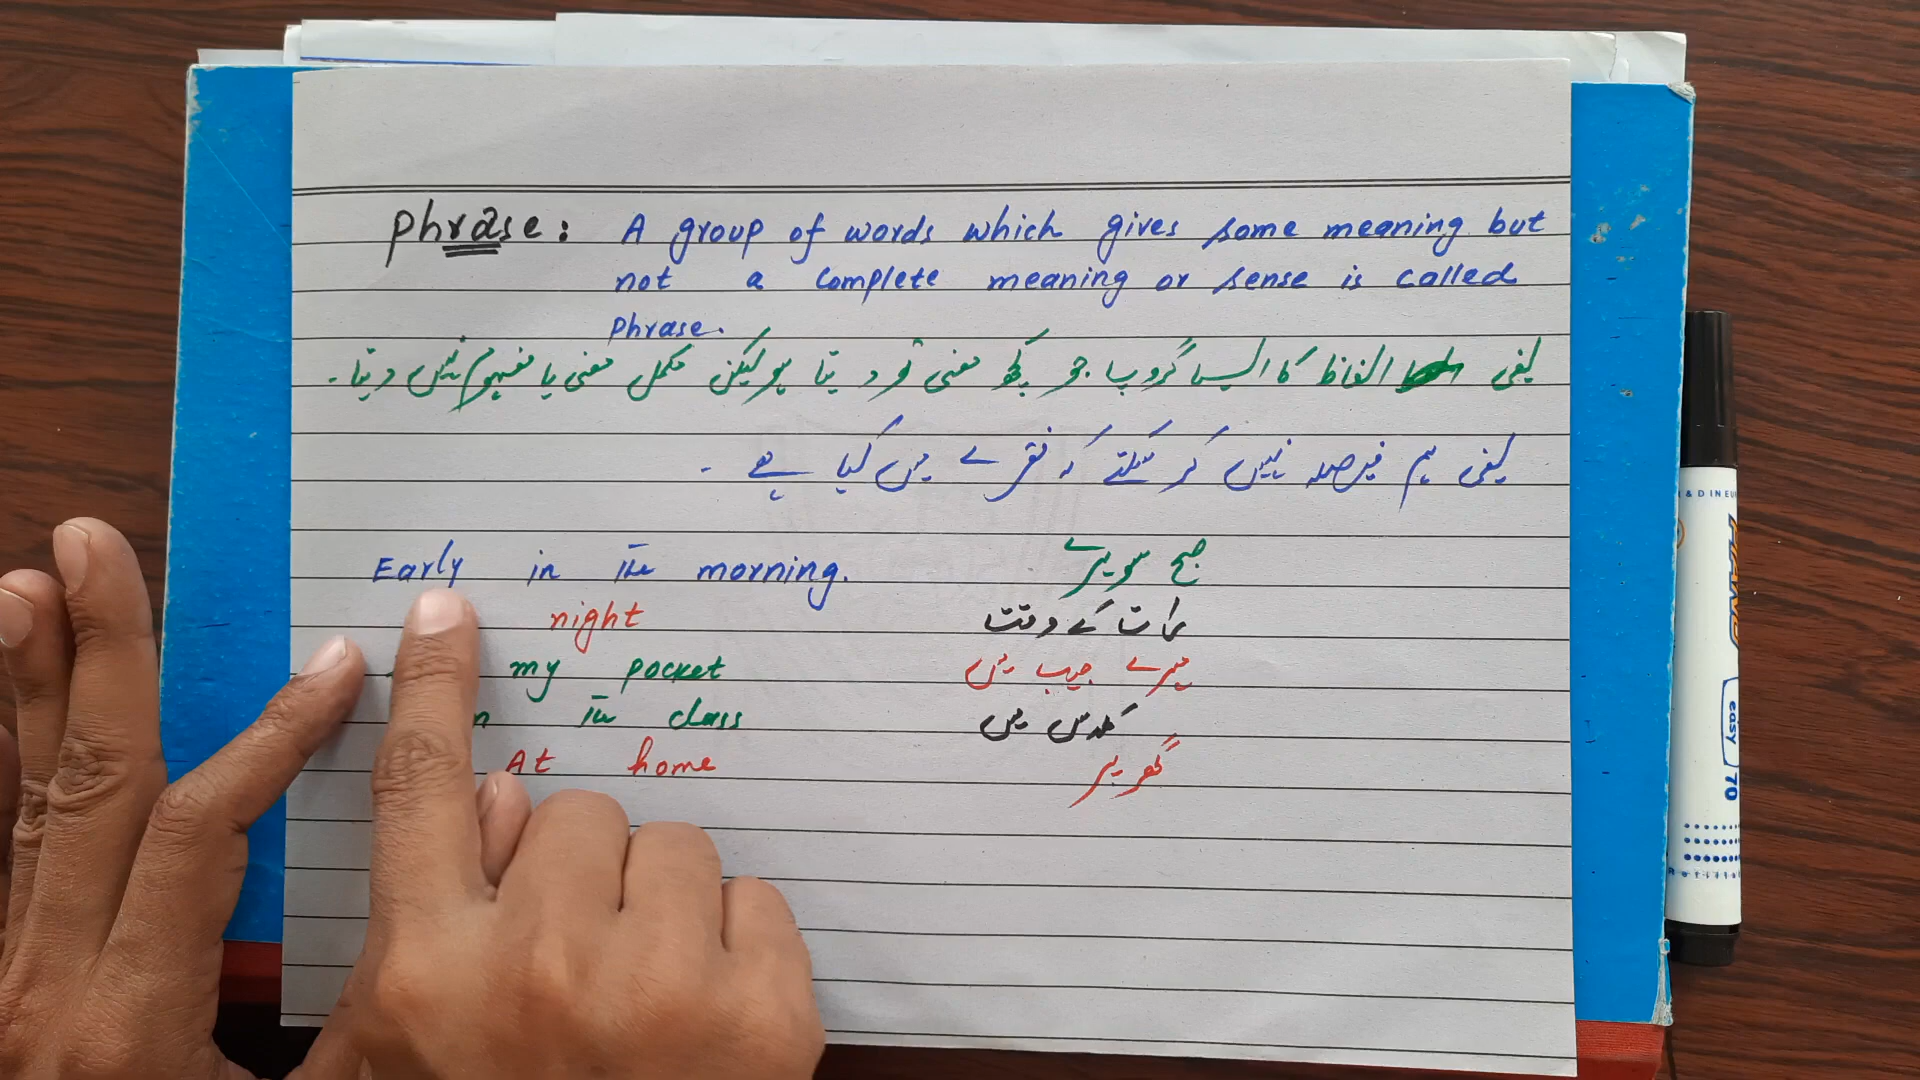 Phrase: A group of words which gives some meaning but
not a complete meaning or sense is called
Phrase.
یعنی الفاظ کا ایسا گروپ جو کچھ معنی تو دیتا ہو لیکن مکمل معنی یا مفہوم نہیں دیتا۔
یعنی ہم فیصلہ نہیں کر سکتے کہ فقرے میں کیا ہے۔
Early in the morning. صبح سویرے
night رات کے وقت
my pocket میرے جیب میں
the class کلاس میں
At home گھر پر
easy 70